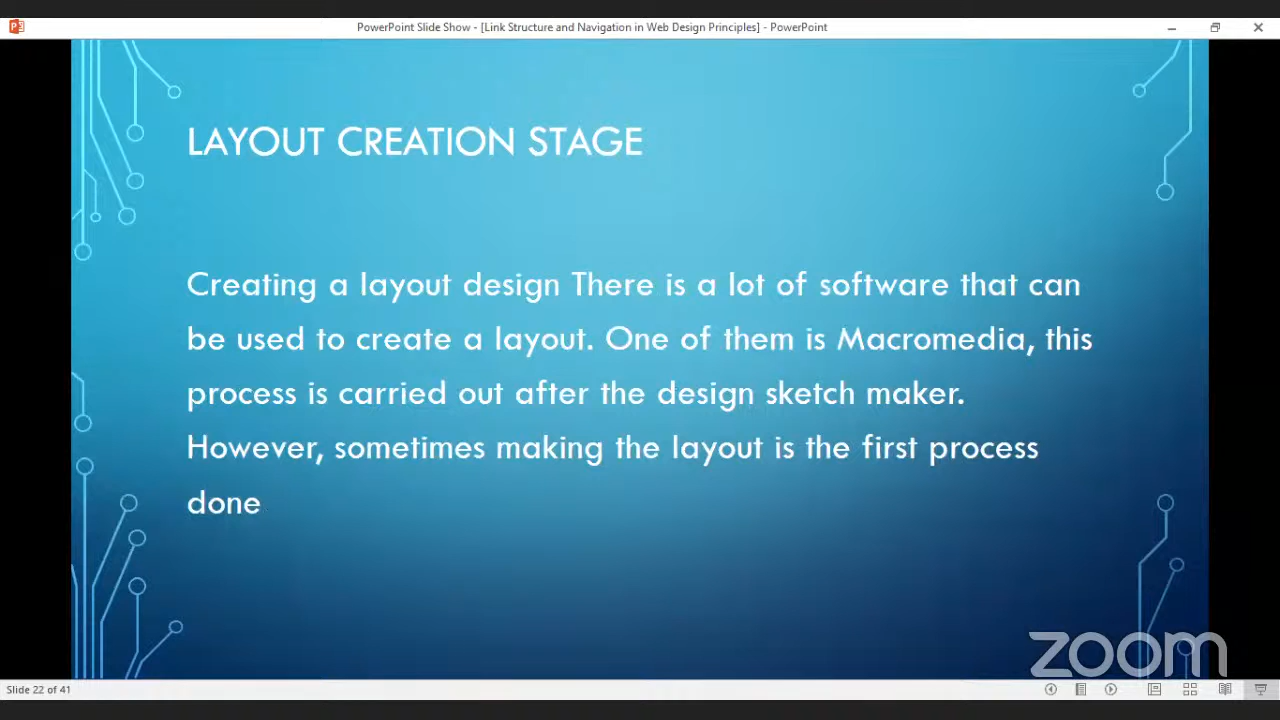 PowerPoint Slide Show - [Link Structure and Navigation in Web Design Principles] - PowerPoint
LAYOUT CREATION STAGE
Creating a layout design There is a lot of software that can
be used to create a layout. One of them is Macromedia, this
process is carried out after the design sketch maker.
However, sometimes making the layout is the first process
done
zoom
Slide 22 of 41